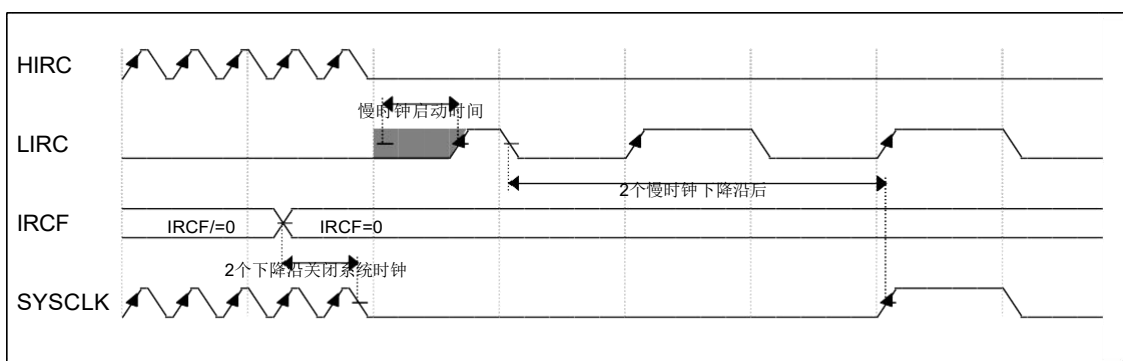 HIRC
慢时钟启动时间
LIRC
2个慢时钟下降沿后
IRCF
IRCF/=0
IRCF=0
2个下降沿关闭系统时钟
SYSCLK